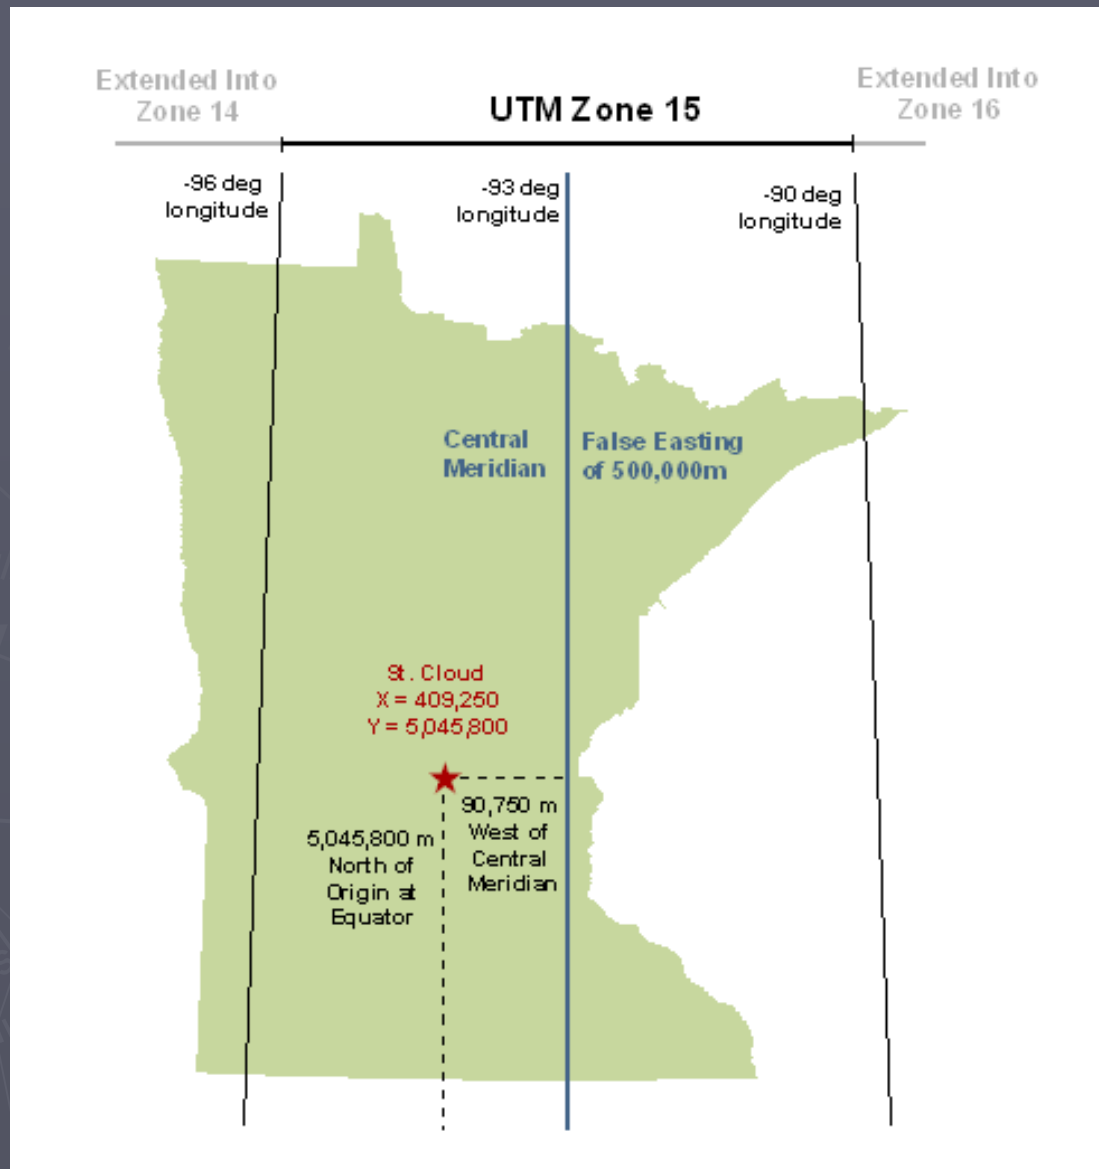 Extended Into
Zone 14
UTM Zone 15
Extended Into
Zone 16
-96 deg
longitude
-93 deg
longitude
-90 deg
longitude
Central
Meridian
False Easting
of 500,000m
St. Cloud
X = 409,250
Y = 5,045,800
90,750 m
West of
Central
Meridian
5,045,800 m
North of
Origin at
Equator